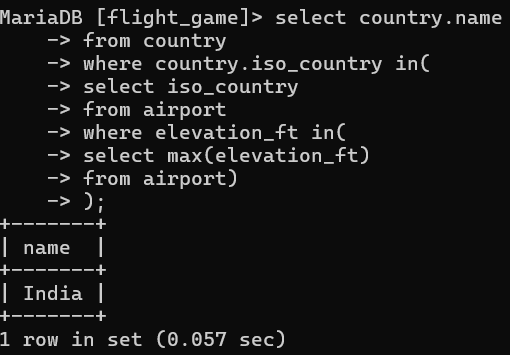 MariaDB [flight_game]> select country.name
    -> from country
    -> where country.iso_country in(
    -> select iso_country
    -> from airport
    -> where elevation_ft in(
    -> select max(elevation_ft)
    -> from airport)
    -> );
+-------+
| name  |
+-------+
| India |
+-------+
1 row in set (0.057 sec)